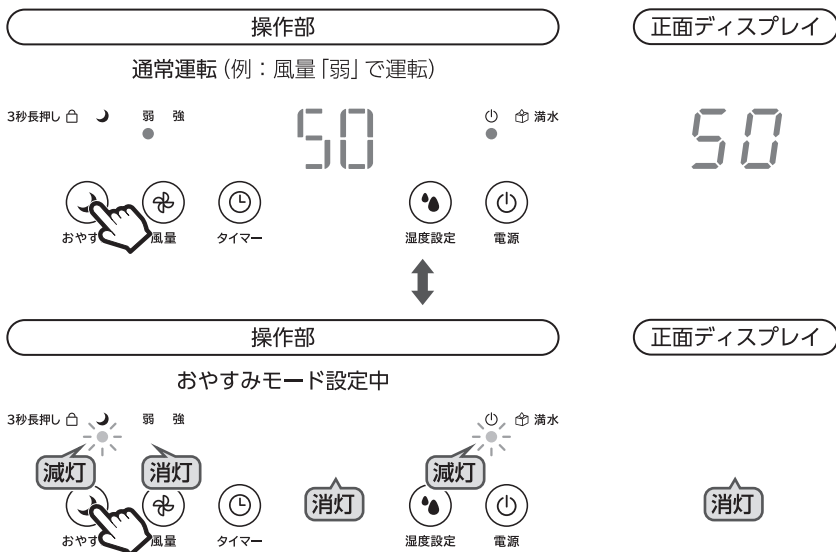 操作部
正面ディスプレイ
通常運転(例:風量「弱」で運転)
3秒長押し 弱 強 50 満水
50
おやす 風量 タイマー 湿度設定 電源
操作部
正面ディスプレイ
おやすみモード設定中
3秒長押し 弱 強 満水
減灯 消灯 消灯 減灯 消灯
おやす 風量 タイマー 湿度設定 電源